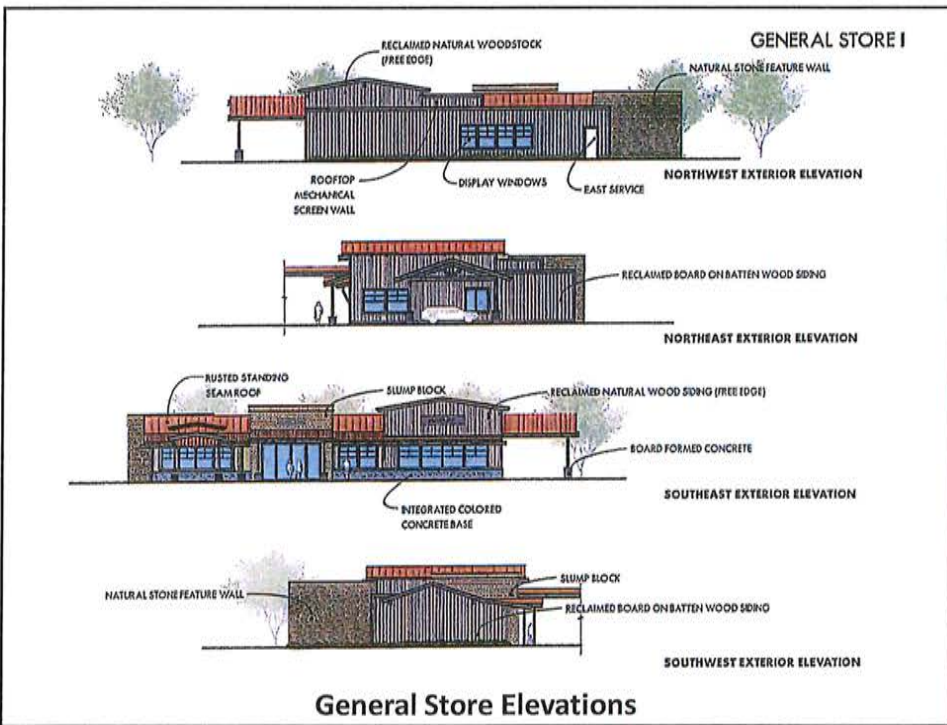 GENERAL STORE I
RECLAIMED NATURAL WOODSTOCK
(FREE EDGE)
NATURAL STONE FEATURE WALL
ROOFTOP
MECHANICAL
SCREEN WALL
DISPLAY WINDOWS
EAST SERVICE
NORTHWEST EXTERIOR ELEVATION
RECLAIMED BOARD ON BATTEN WOOD SIDING
NORTHEAST EXTERIOR ELEVATION
RUSTED STANDING
SEAM ROOF
SLUMP BLOCK
RECLAIMED NATURAL WOOD SIDING (FREE EDGE)
BOARD FORMED CONCRETE
INTEGRATED COLORED
CONCRETE BASE
SOUTHEAST EXTERIOR ELEVATION
SLUMP BLOCK
NATURAL STONE FEATURE WALL
RECLAIMED BOARD ON BATTEN WOOD SIDING
SOUTHWEST EXTERIOR ELEVATION
General Store Elevations